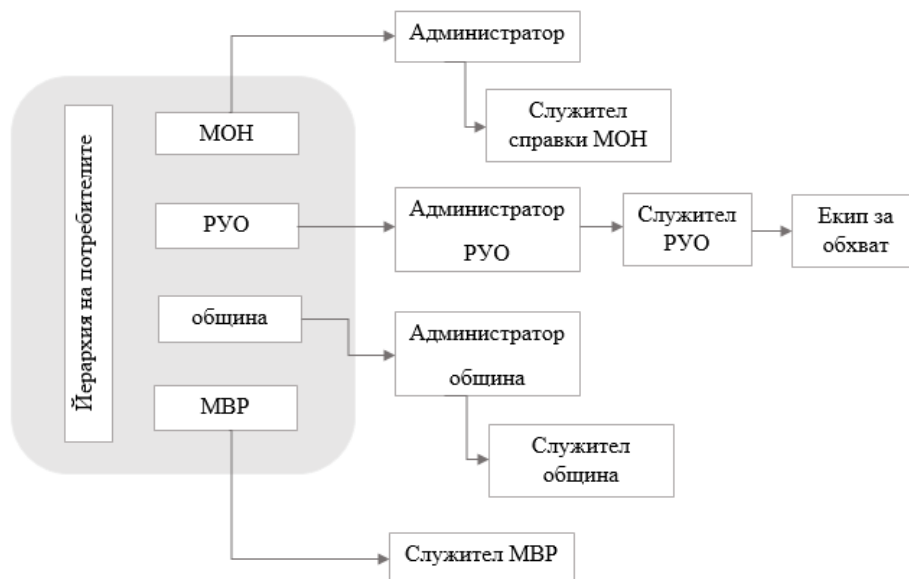 Йерархия на потребителите
МОН
Администратор
Служител
справки МОН
РУО
Администратор
РУО
Служител
РУО
Екип за
обхват
община
Администратор
община
Служител
община
МВР
Служител МВР